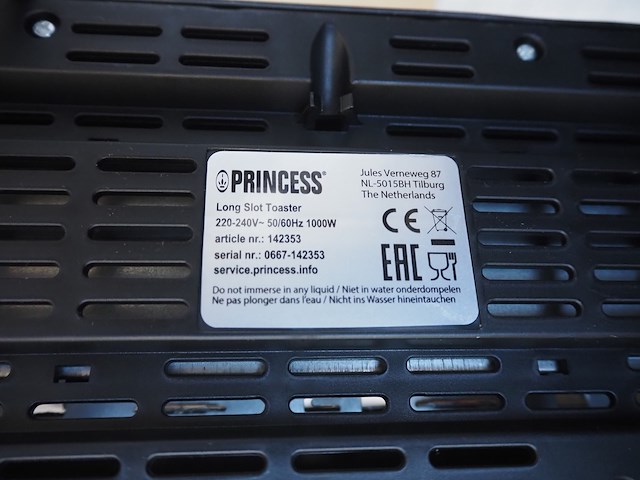 PRINCESS®
Long Slot Toaster
220-240V~ 50/60Hz 1000W
article nr.: 142353
serial nr.: 0667-142353
service.princess.info
Jules Verneweg 87
NL-5015BH Tilburg
The Netherlands
CE
EAC
Do not immerse in any liquid / Niet in water onderdompelen
Ne pas plonger dans l'eau / Nicht ins Wasser hineintauchen